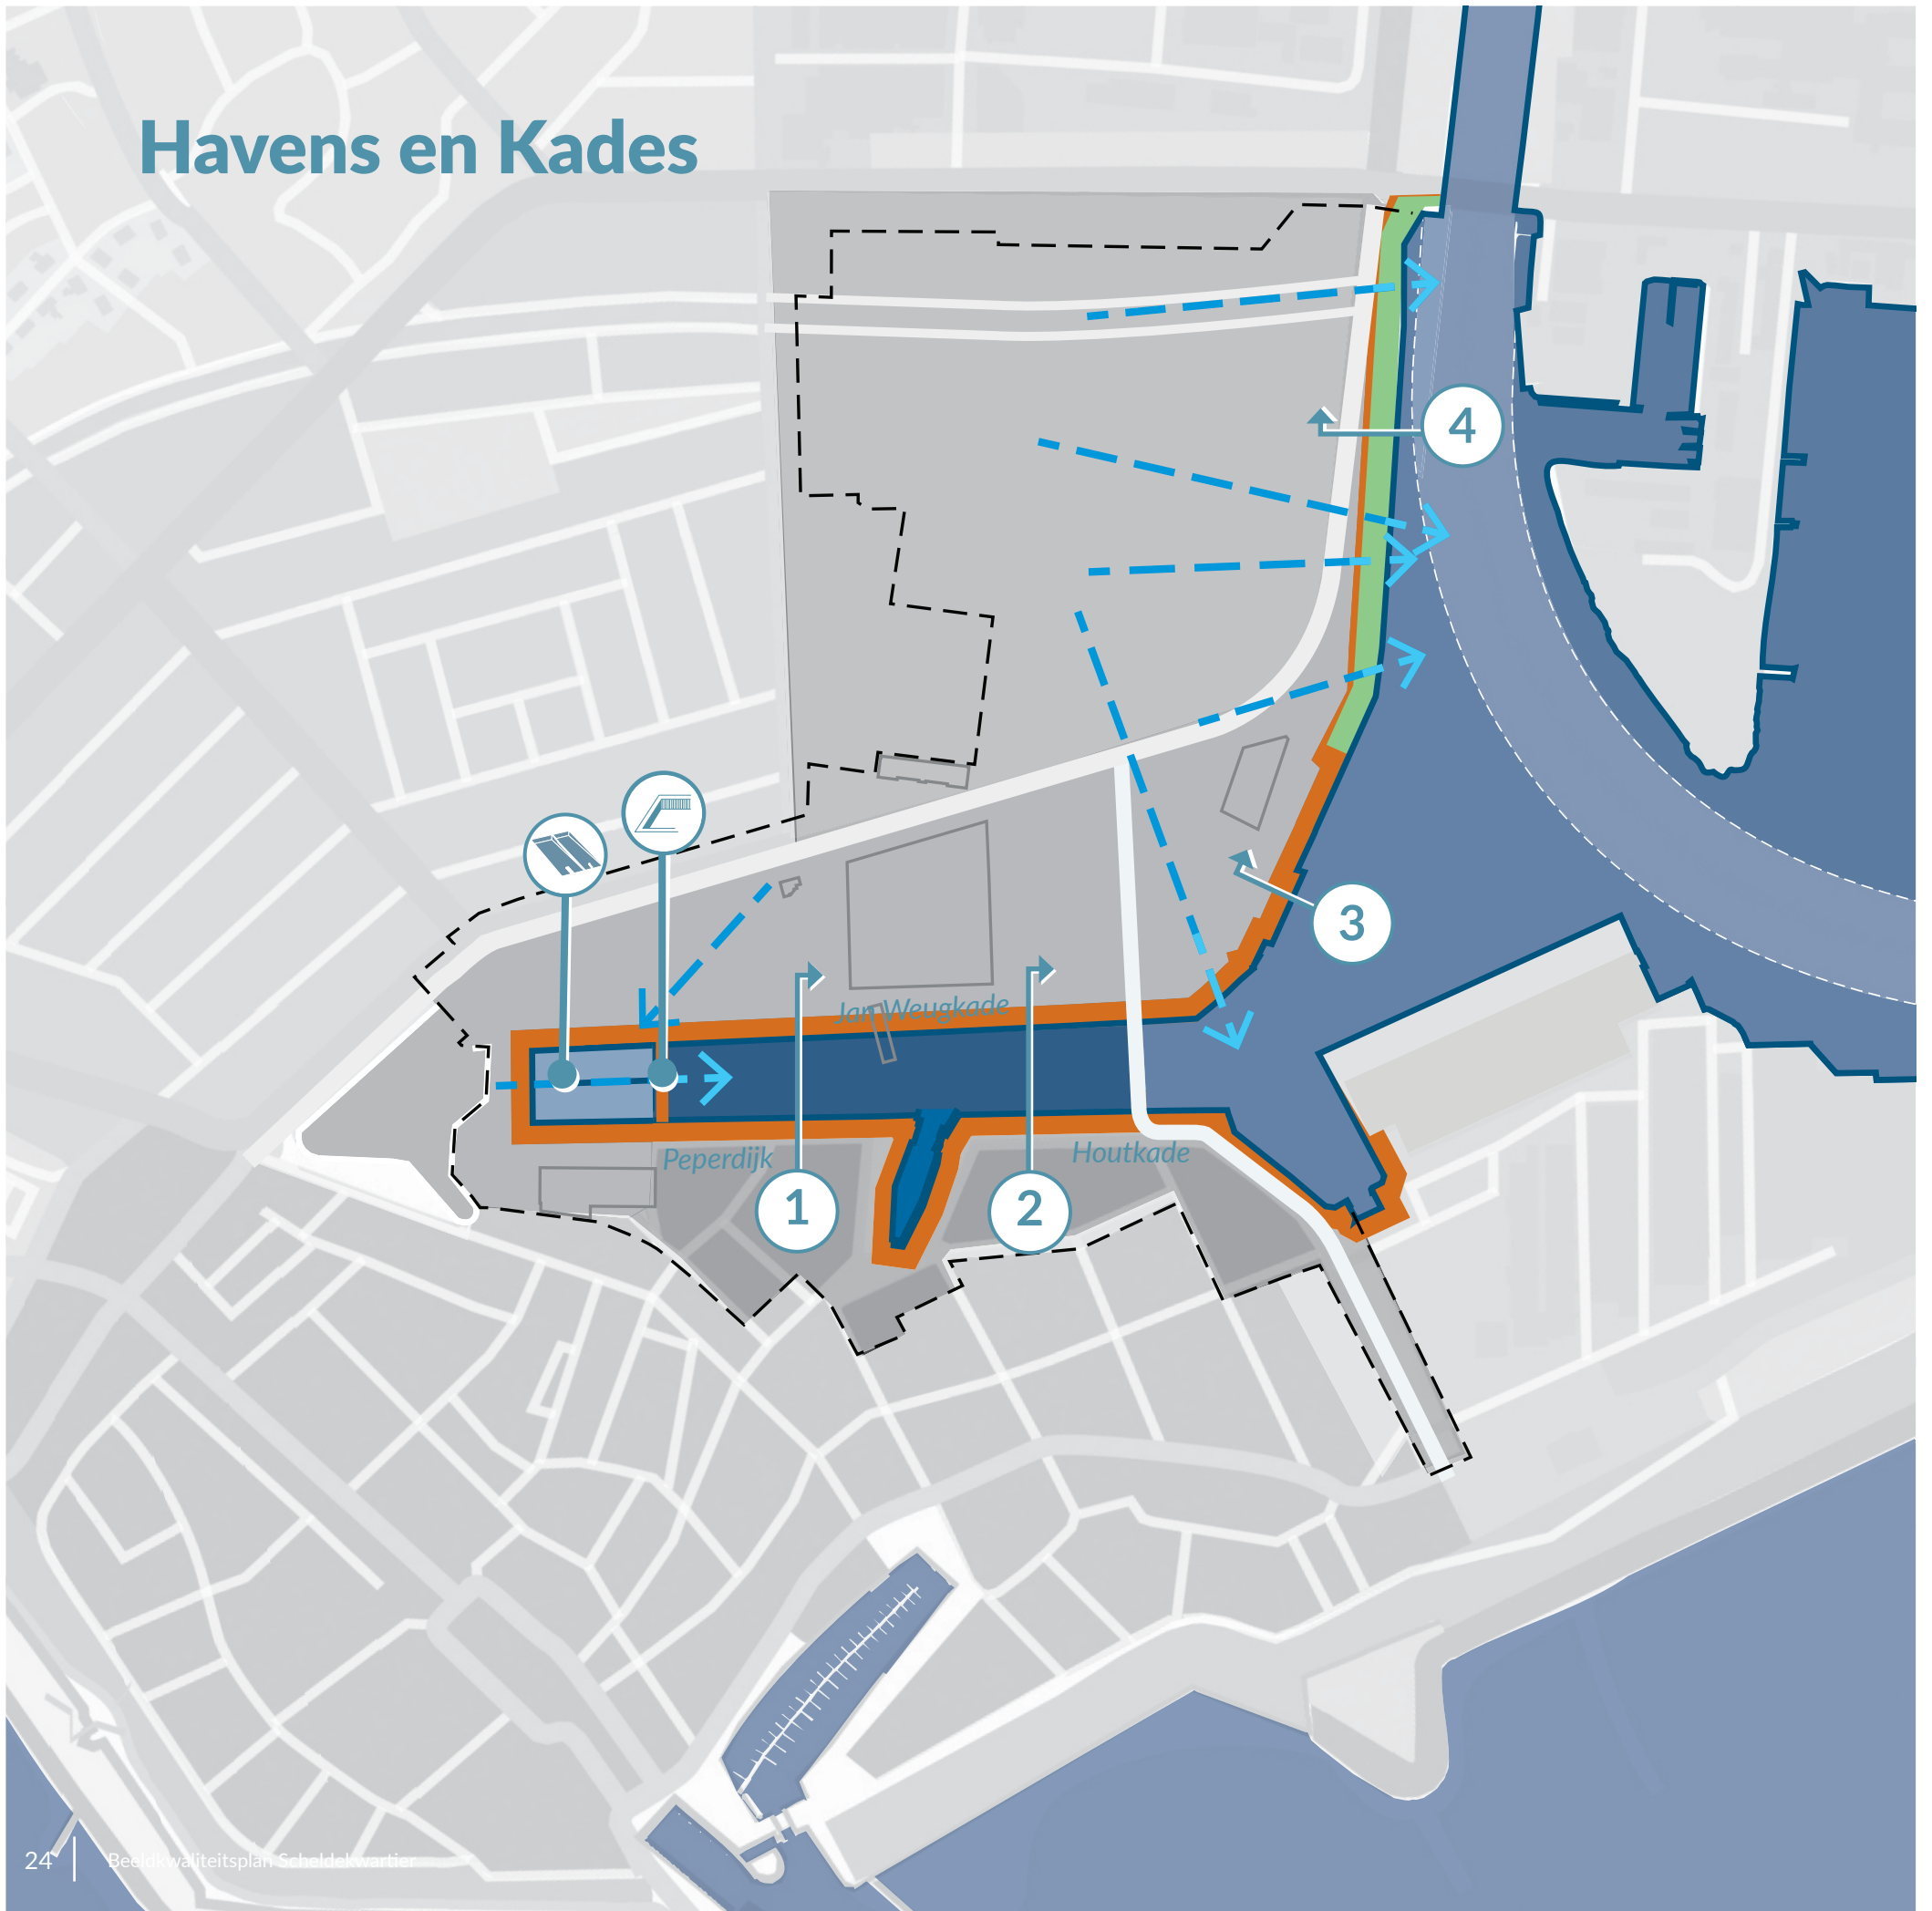 Havens en Kades
4
3
Jan Weugkade
Peperdijk
Houtkade
1
2
24
Beeldkwaliteitsplan Scheldekwartier